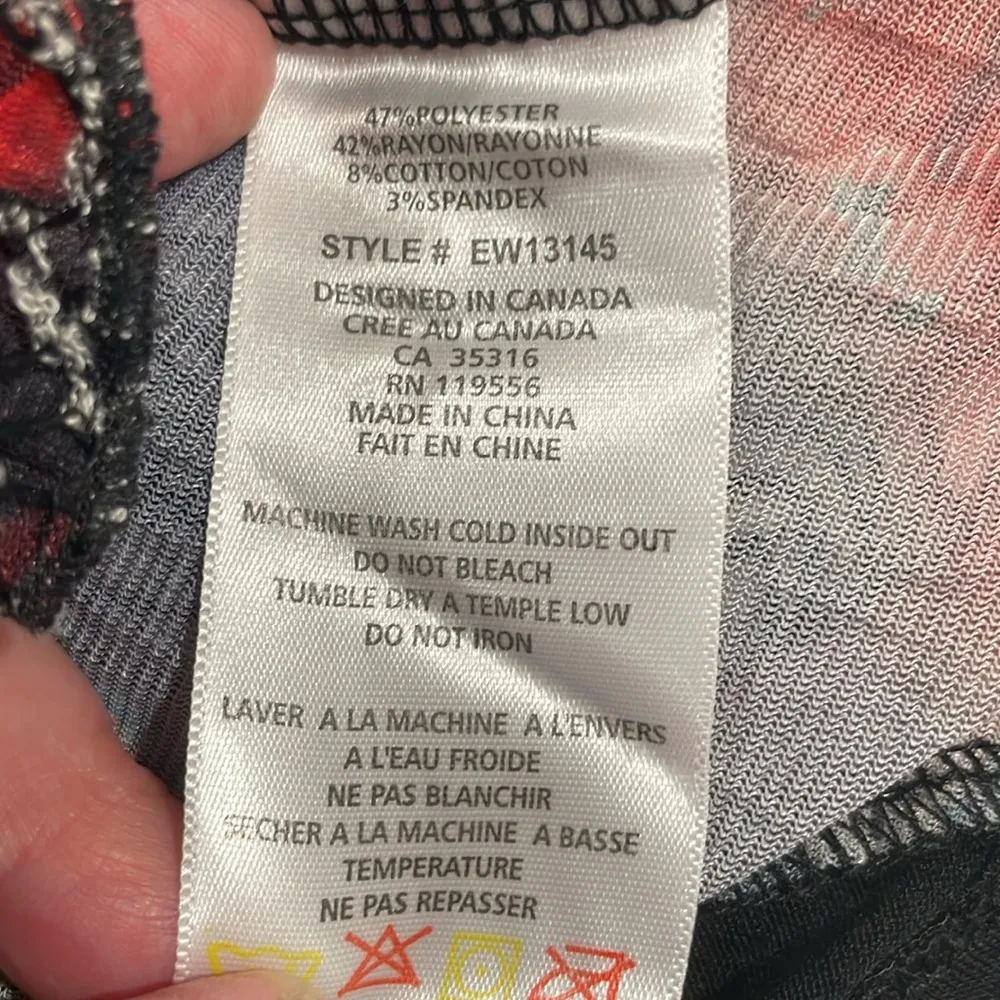 47%POLYESTER
42%RAYON/RAYONNE
8%COTTON/COTON
3%SPANDEX
STYLE # EW13145
DESIGNED IN CANADA
CREE AU CANADA
CA 35316
RN 119556
MADE IN CHINA
FAIT EN CHINE
MACHINE WASH COLD INSIDE OUT
DO NOT BLEACH
TUMBLE DRY A TEMPLE LOW
DO NOT IRON
LAVER A LA MACHINE A L'ENVERS
A L'EAU FROIDE
NE PAS BLANCHIR
SECHER A LA MACHINE A BASSE
TEMPERATURE
NE PAS REPASSER